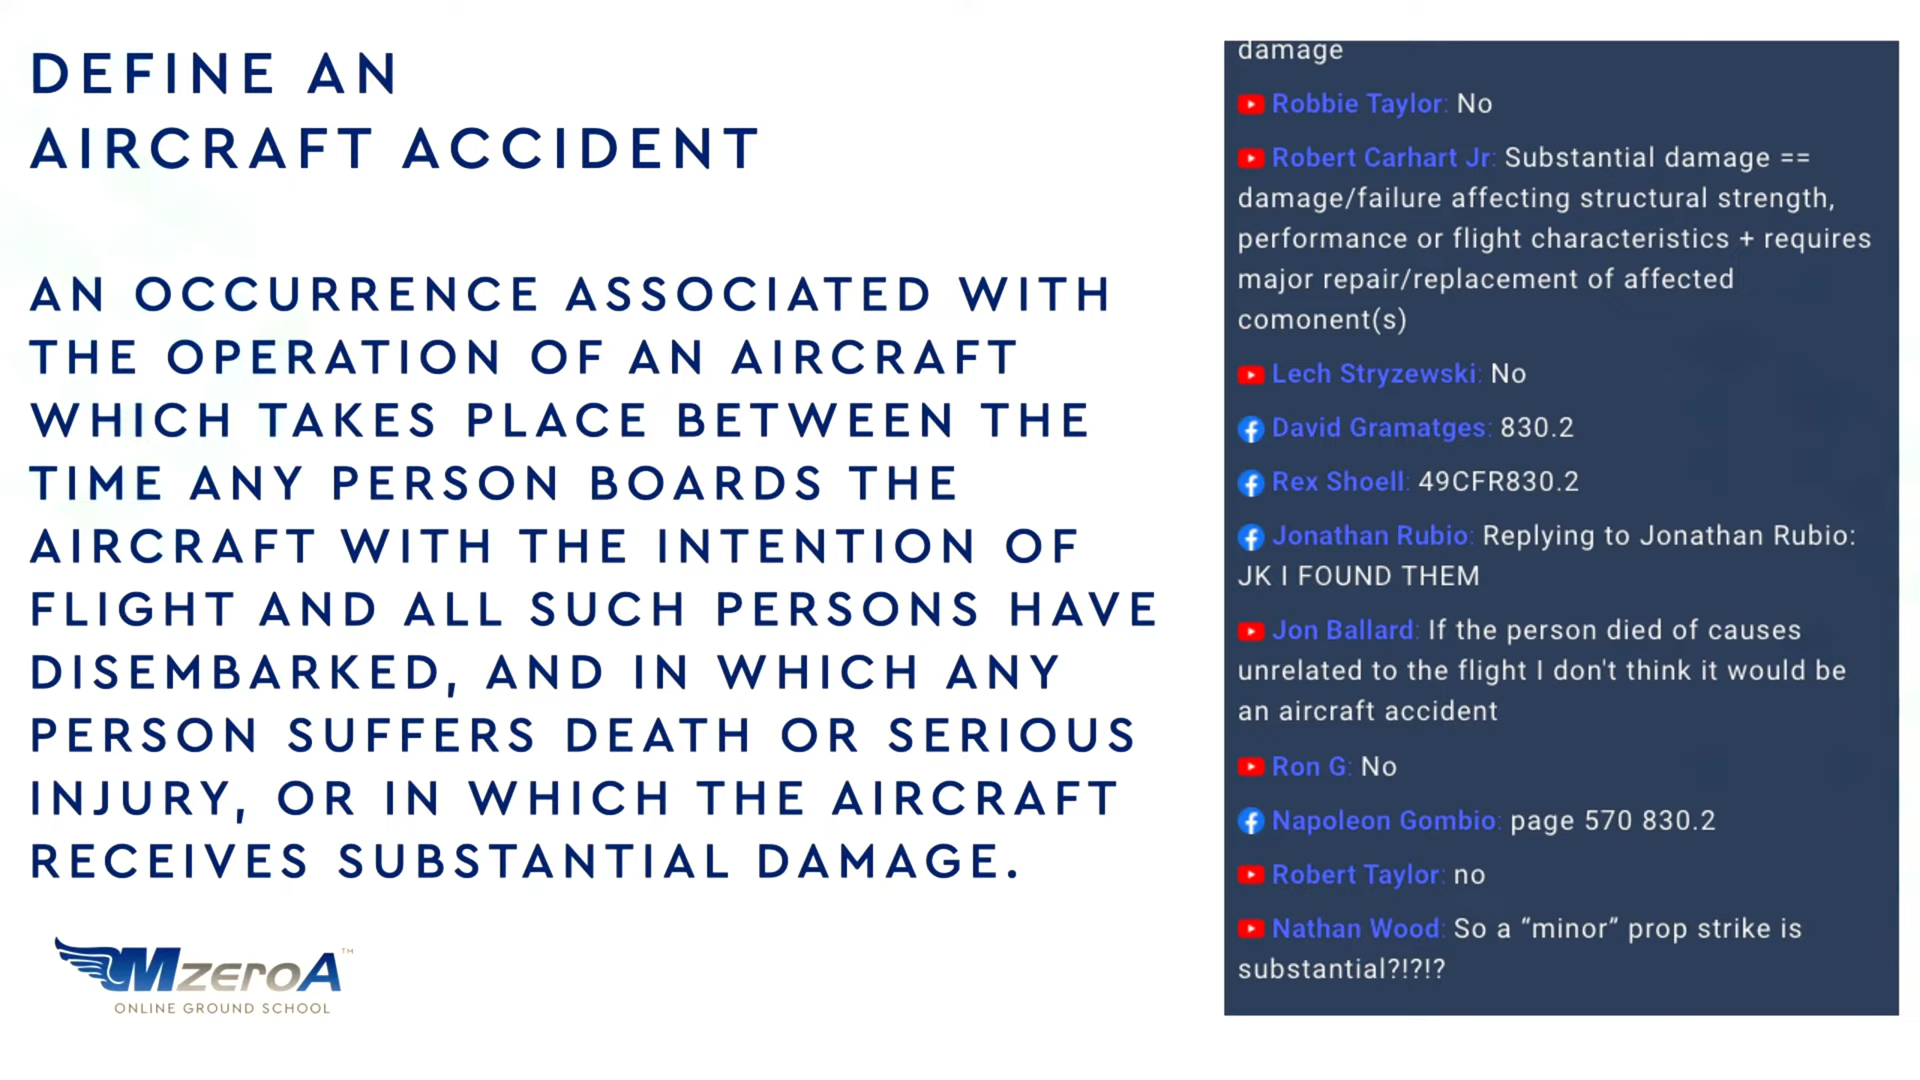 DEFINE AN
AIRCRAFT ACCIDENT
AN OCCURRENCE ASSOCIATED WITH
THE OPERATION OF AN AIRCRAFT
WHICH TAKES PLACE BETWEEN THE
TIME ANY PERSON BOARDS THE
AIRCRAFT WITH THE INTENTION OF
FLIGHT AND ALL SUCH PERSONS HAVE
DISEMBARKED, AND IN WHICH ANY
PERSON SUFFERS DEATH OR SERIOUS
INJURY, OR IN WHICH THE AIRCRAFT
RECEIVES SUBSTANTIAL DAMAGE.
MzeroA™
ONLINE GROUND SCHOOL
damage
Robbie Taylor: No
Robert Carhart Jr: Substantial damage ==
damage/failure affecting structural strength,
performance or flight characteristics + requires
major repair/replacement of affected
comonent(s)
Lech Stryzewski: No
David Gramatges: 830.2
Rex Shoell: 49CFR830.2
Jonathan Rubio: Replying to Jonathan Rubio:
JK I FOUND THEM
Jon Ballard: If the person died of causes
unrelated to the flight I don't think it would be
an aircraft accident
Ron G: No
Napoleon Gombio: page 570 830.2
Robert Taylor: no
Nathan Wood: So a “minor” prop strike is
substantial?!?!?